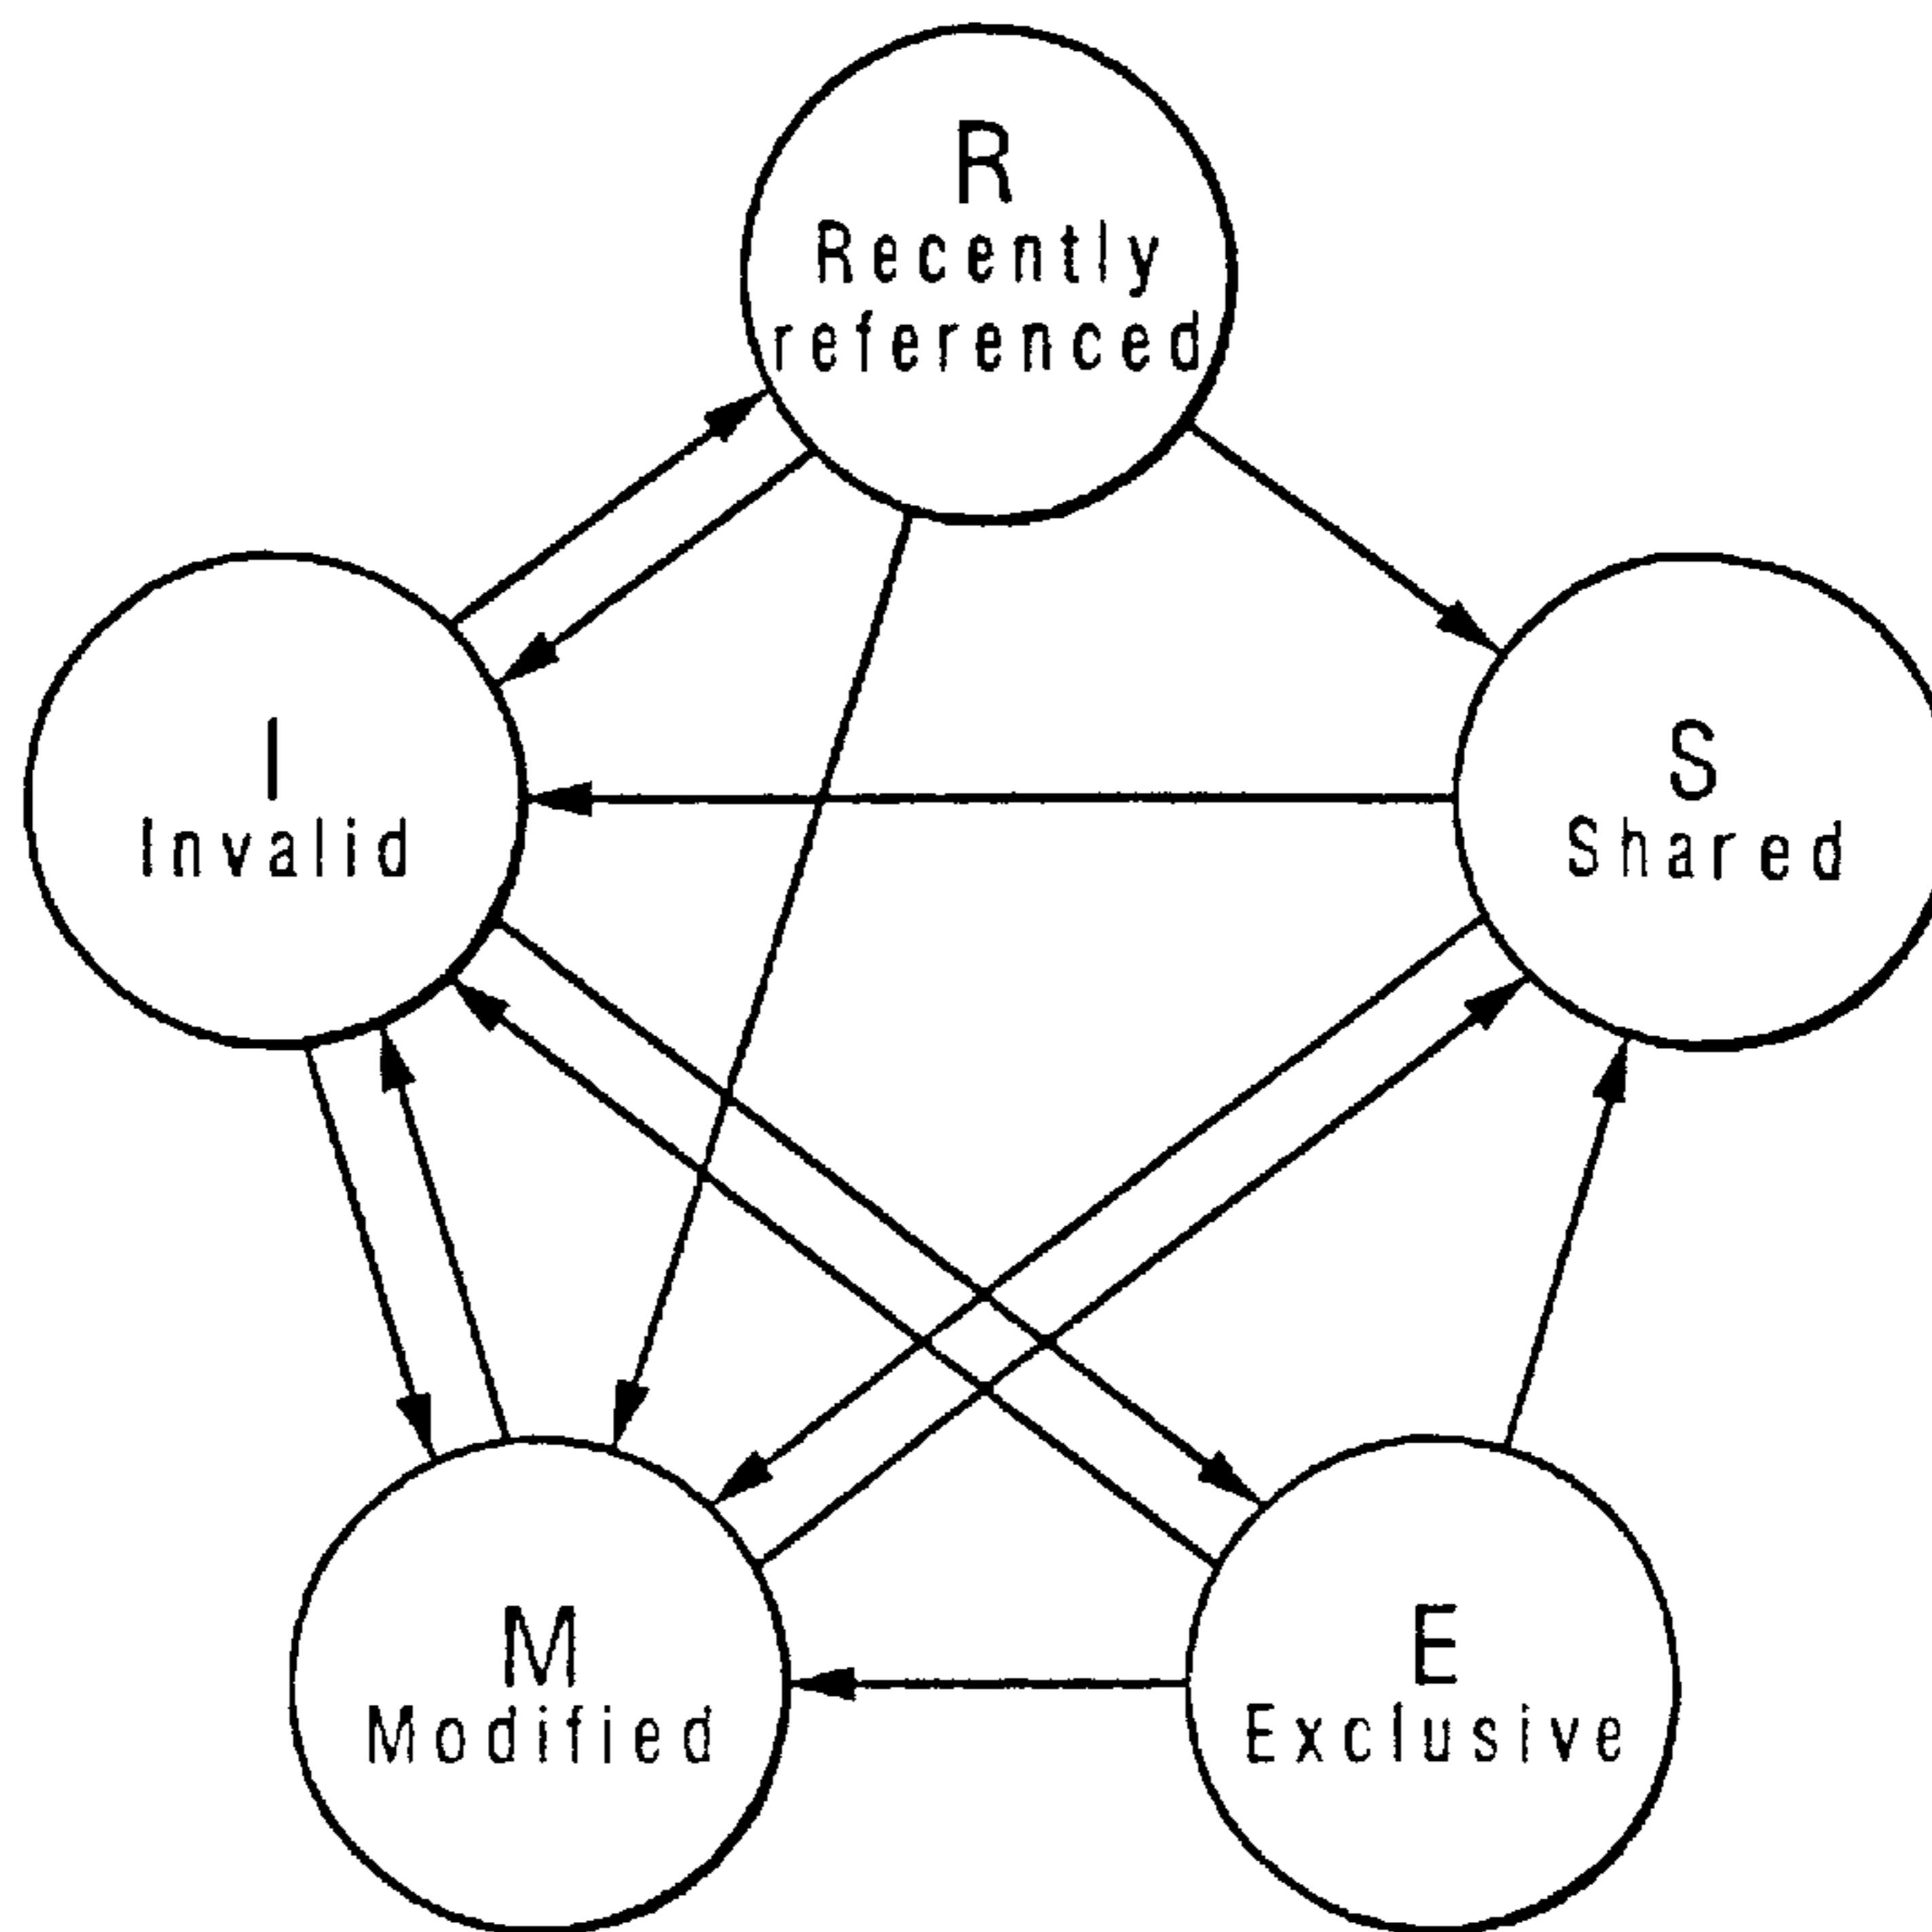 R
Recently
referenced
I
Invalid
S
Shared
M
Modified
E
Exclusive